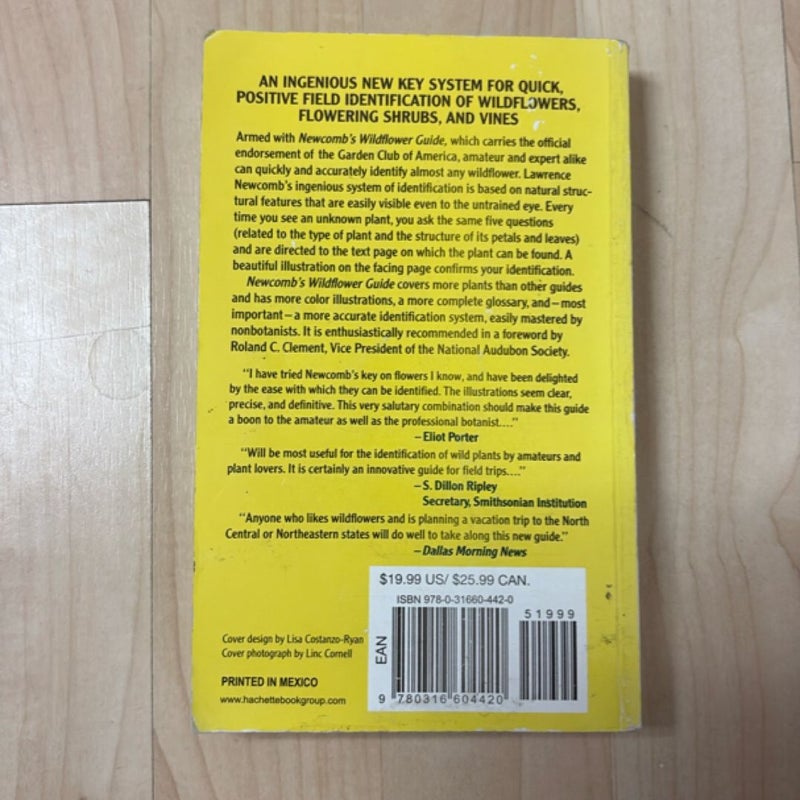 AN INGENIOUS NEW KEY SYSTEM FOR QUICK,
POSITIVE FIELD IDENTIFICATION OF WILDFLOWERS,
FLOWERING SHRUBS, AND VINES
Armed with Newcomb's Wildflower Guide, which carries the official
endorsement of the Garden Club of America, amateur and expert alike
can quickly and accurately identify almost any wildflower. Lawrence
Newcomb's ingenious system of identification is based on natural struc-
tural features that are easily visible even to the untrained eye. Every
time you see an unknown plant, you ask the same five questions
(related to the type of plant and the structure of its petals and leaves)
and are directed to the text page on which the plant can be found. A
beautiful illustration on the facing page confirms your identification.
Newcomb's Wildflower Guide covers more plants than other guides
and has more color illustrations, a more complete glossary, and–most
important–a more accurate identification system, easily mastered by
nonbotanists. It is enthusiastically recommended in a foreword by
Roland C. Clement, Vice President of the National Audubon Society.
"I have tried Newcomb's key on flowers I know, and have been delighted
by the ease with which they can be identified. The illustrations seem clear,
precise, and definitive. This very salutary combination should make this guide
a boon to the amateur as well as the professional botanist...."
–Eliot Porter
"Will be most useful for the identification of wild plants by amateurs and
plant lovers. It is certainly an innovative guide for field trips...."
–S. Dillon Ripley
Secretary, Smithsonian Institution
"Anyone who likes wildflowers and is planning a vacation trip to the North
Central or Northeastern states will do well to take along this new guide."
–Dallas Morning News
$19.99 US/ $25.99 CAN.
ISBN 978-0-31660-442-0
51999
EAN
9 780316 604420
Cover design by Lisa Costanzo-Ryan
Cover photograph by Linc Cornell
PRINTED IN MEXICO
www.hachettebookgroup.com